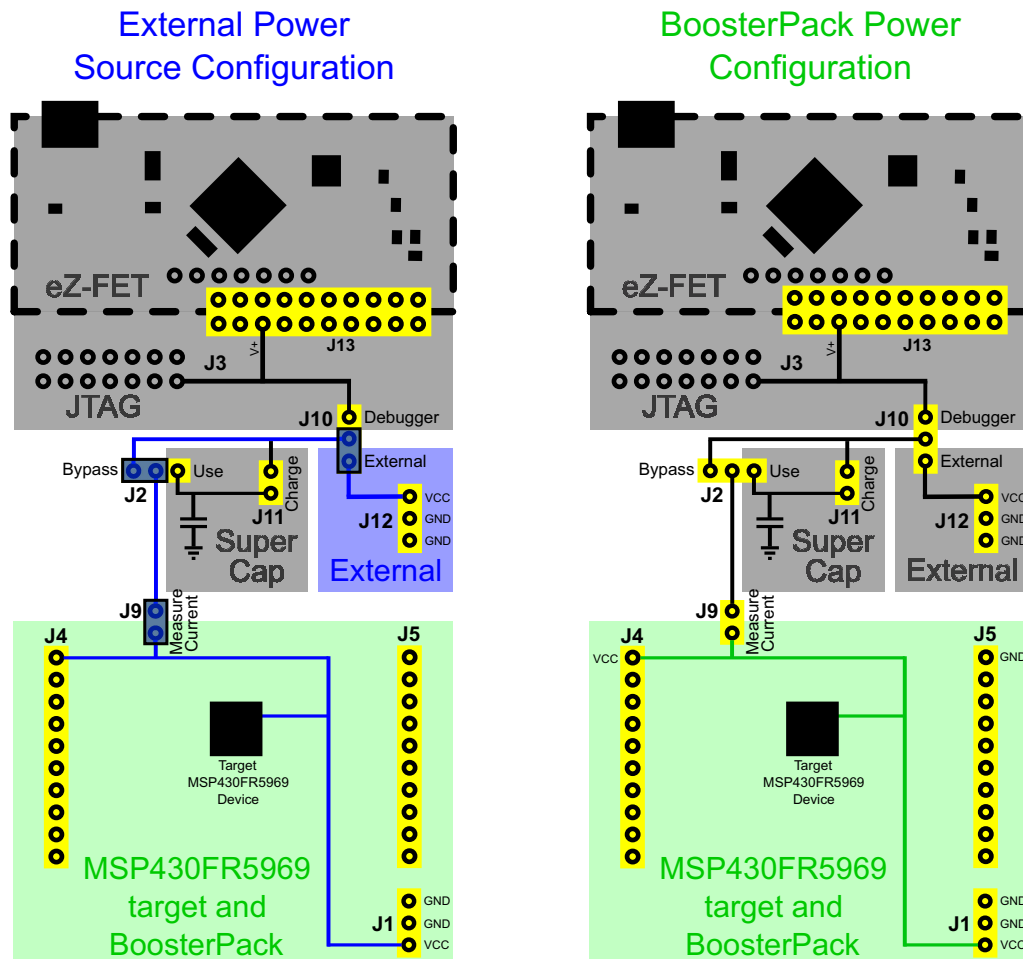 External Power
Source Configuration
eZ-FET
J13
V+
J3
JTAG
J10
Debugger
Bypass
Use
Charge
External
J2
J11
J12
VCC
GND
GND
Super
Cap
External
J9
Measure
Current
J4
J5
Target
MSP430FR5969
Device
MSP430FR5969
target and
BoosterPack
J1
GND
GND
VCC
BoosterPack Power
Configuration
eZ-FET
J13
V+
J3
JTAG
J10
Debugger
Bypass
Use
Charge
External
J2
J11
J12
VCC
GND
GND
Super
Cap
External
J9
Measure
Current
J4
VCC
J5
GND
Target
MSP430FR5969
Device
MSP430FR5969
target and
BoosterPack
J1
GND
GND
VCC